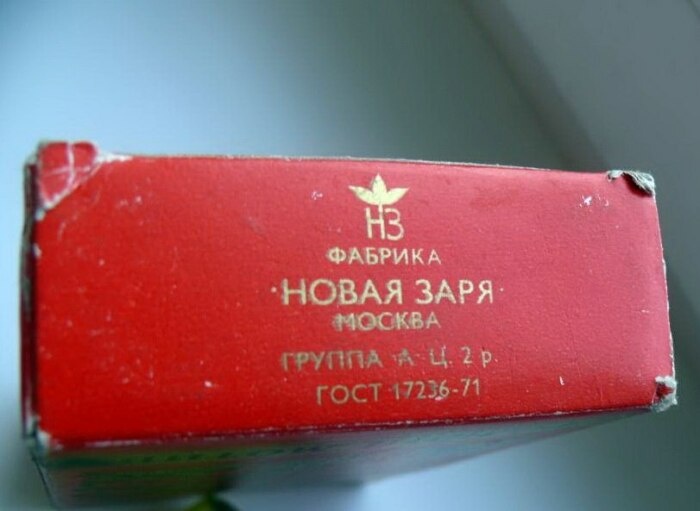 НЗ
ФАБРИКА
·НОВАЯ ЗАРЯ·
МОСКВА
ГРУППА А Ц. 2 р.
ГОСТ 17236-71